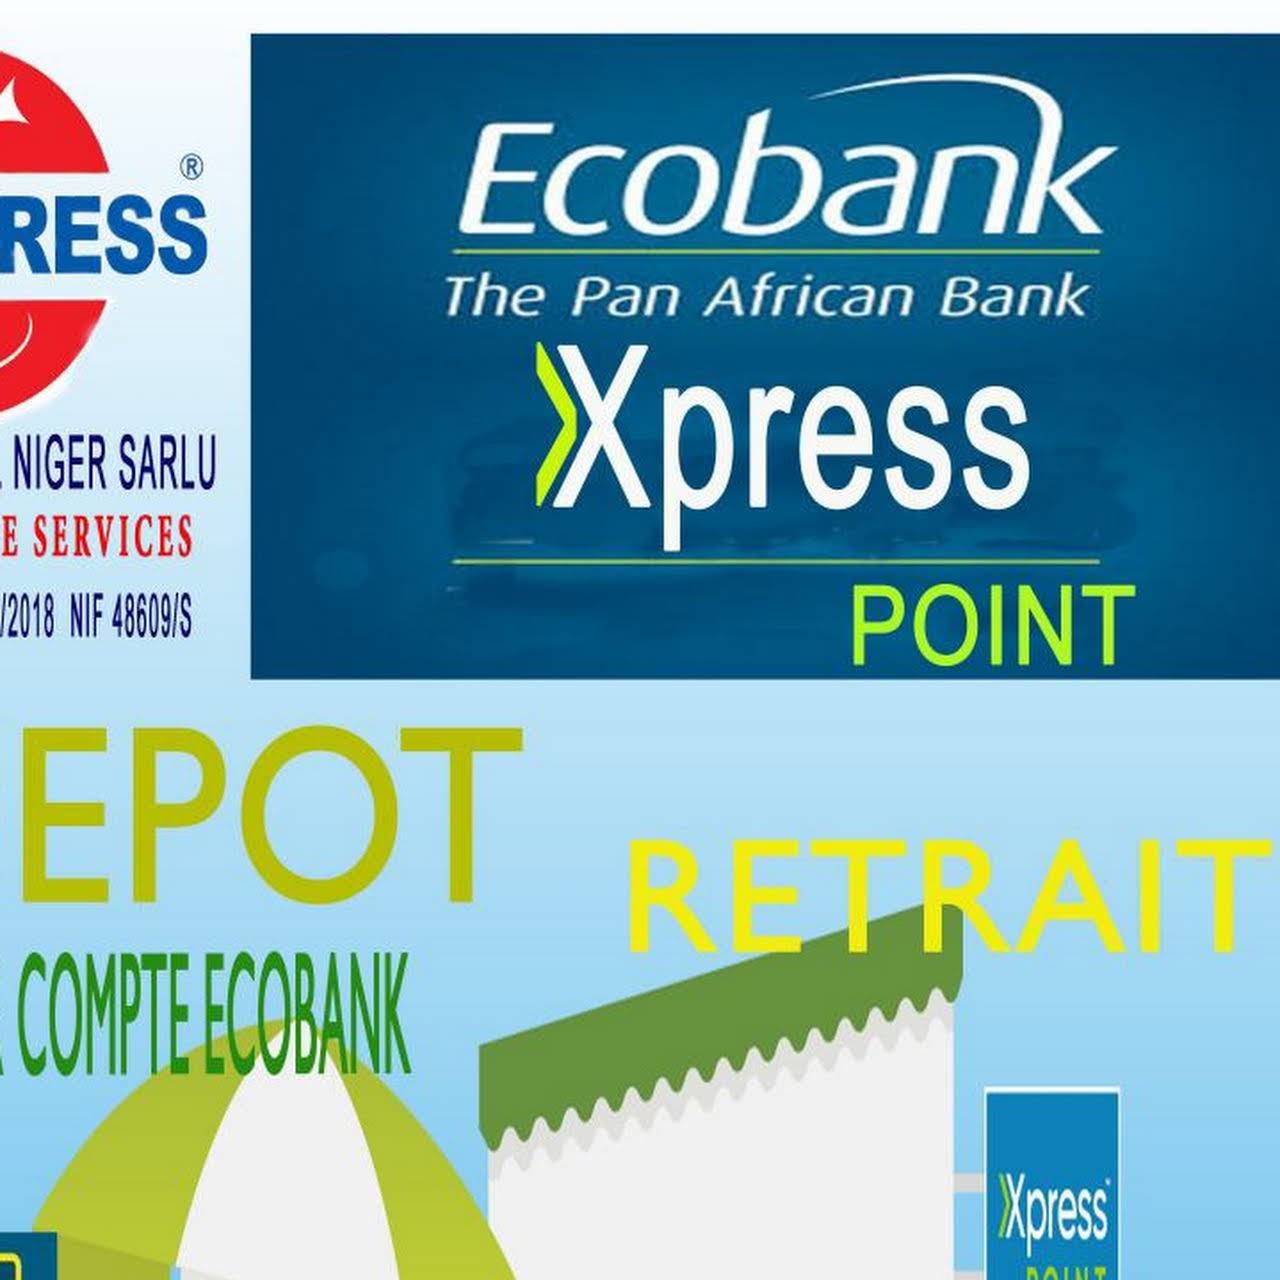 ®
RESS
NIGER SARLU
E SERVICES
/2018 NIF 48609/S
Ecobank
The Pan African Bank
Xpress
POINT
EPOT
RETRAIT
COMPTE ECOBANK
Xpress
POINT